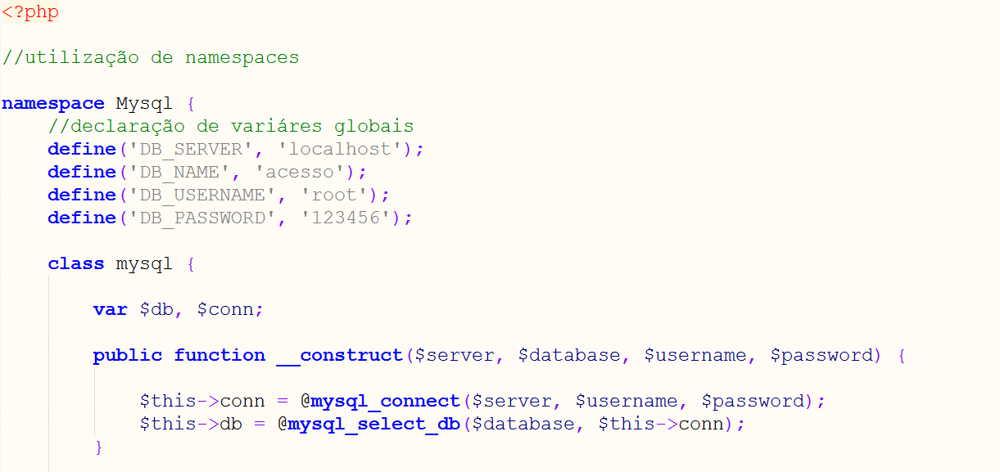 <?php
//utilização de namespaces
namespace Mysql {
//declaração de variáres globais
define('DB_SERVER', 'localhost');
define('DB_NAME', 'acesso');
define('DB_USERNAME', 'root');
define('DB_PASSWORD', '123456');
class mysql {
var $db, $conn;
public function __construct($server, $database, $username, $password) {
$this->conn = @mysql_connect($server, $username, $password);
$this->db = @mysql_select_db($database, $this->conn);
}